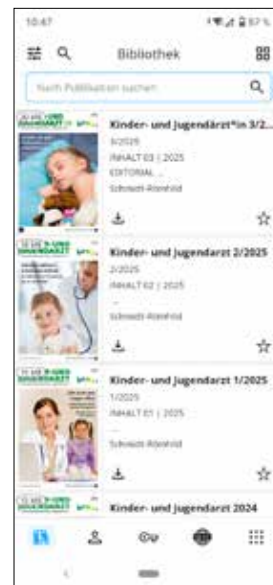 10:47
87 %
Bibliothek
Nach Publikation suchen
Kinder- und Jugendärzt*in 3/2...
3/2025
INHALT 03 | 2025
EDITORIAL ...
Schmidt-Römhild
Kinder- und Jugendarzt 2/2025
2/2025
INHALT 02 | 2025
...
Schmidt-Römhild
Kinder- und Jugendarzt 1/2025
1/2025
INHALT 01 | 2025
...
Schmidt-Römhild
Kinder- und Jugendarzt 2024